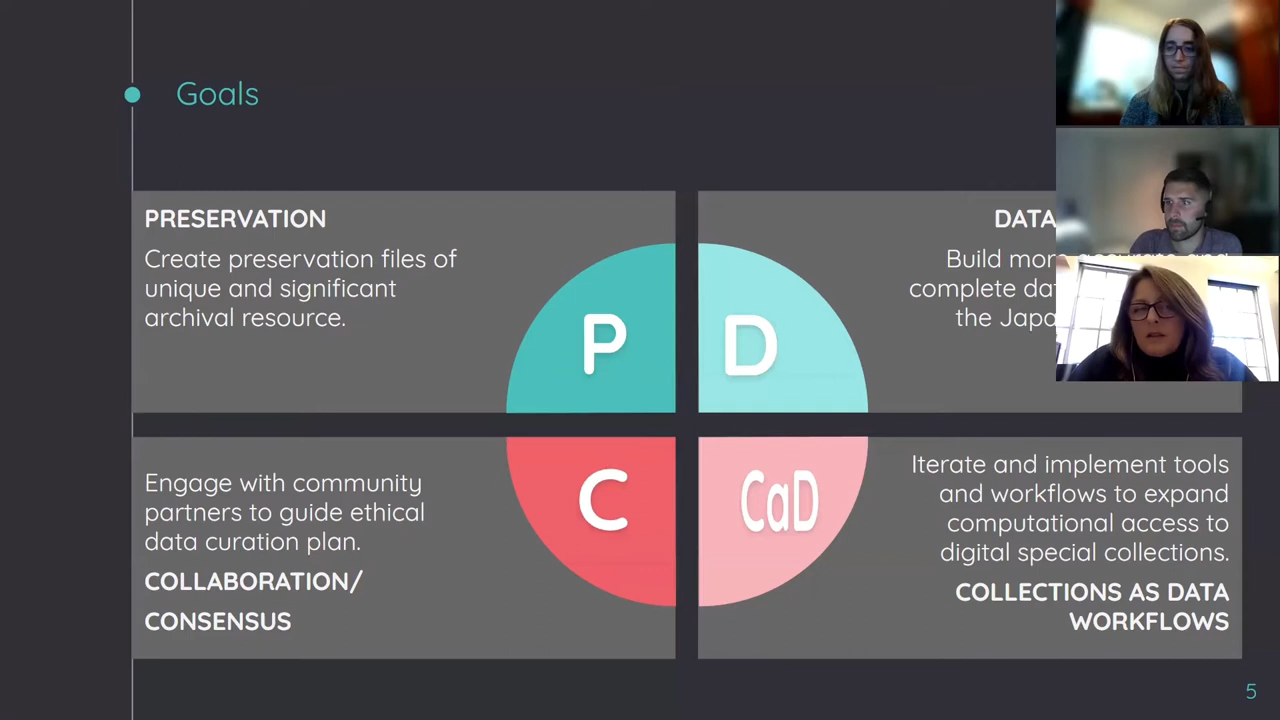 Goals
PRESERVATION
Create preservation files of
unique and significant
archival resource.
P
D
DATA
Build more accurate and
complete
the
Engage with community
partners to guide ethical
data curation plan.
COLLABORATION/
CONSENSUS
C
CaD
Iterate and implement tools
and workflows to expand
computational access to
digital special collections.
COLLECTIONS AS DATA
WORKFLOWS
5